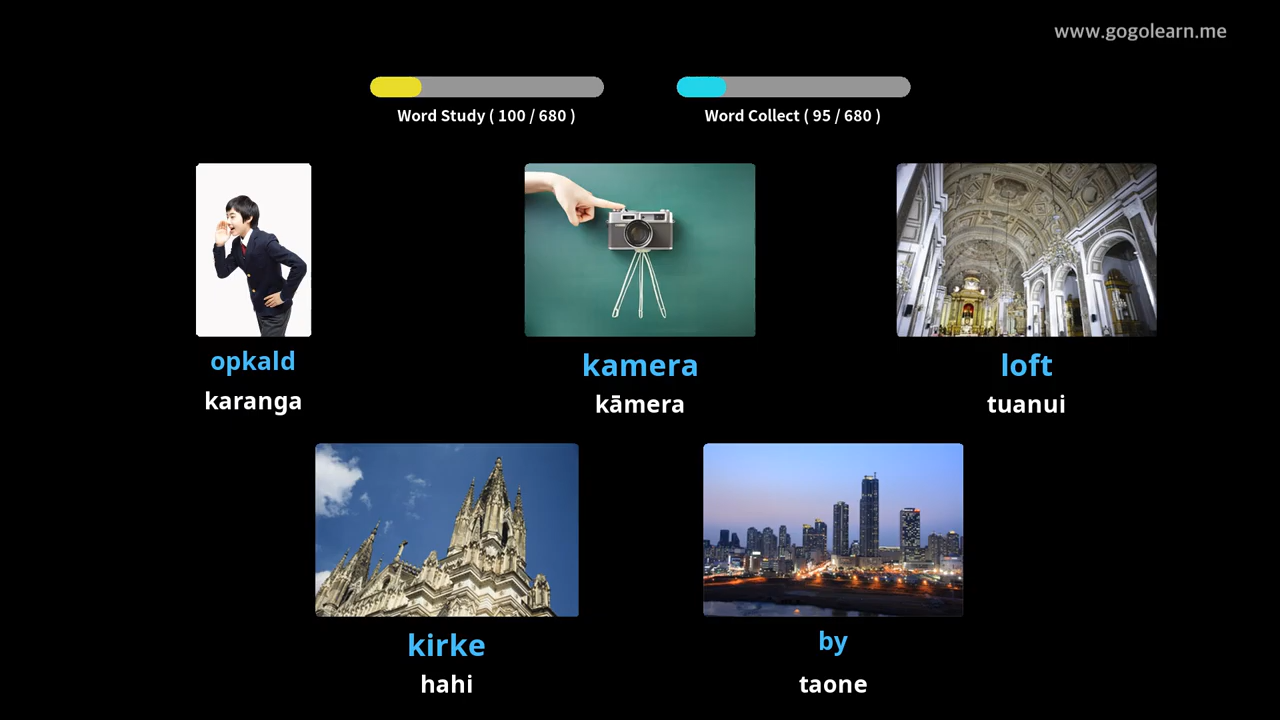 www.gogolearn.me
Word Study ( 100 / 680 )
Word Collect ( 95 / 680 )
opkald
karanga
kamera
kāmera
loft
tuanui
kirke
hahi
by
taone